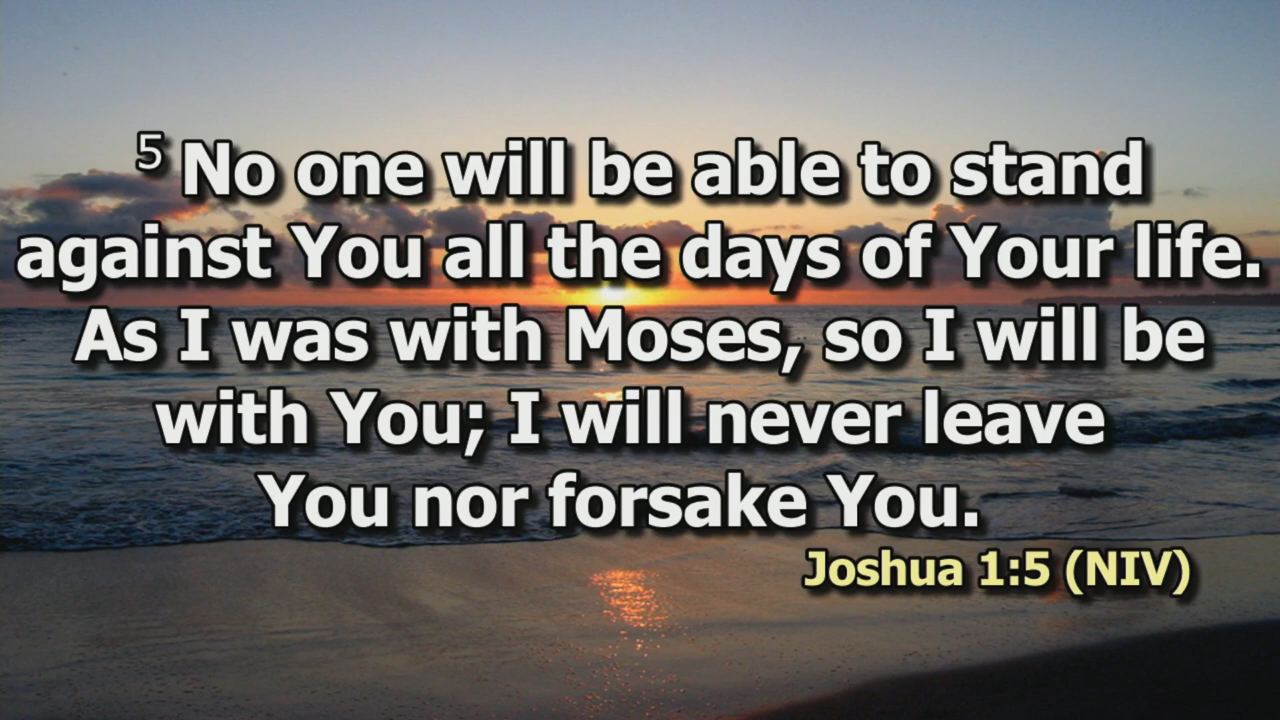 5 No one will be able to stand
against You all the days of Your life.
As I was with Moses, so I will be
with You; I will never leave
You nor forsake You.
Joshua 1:5 (NIV)